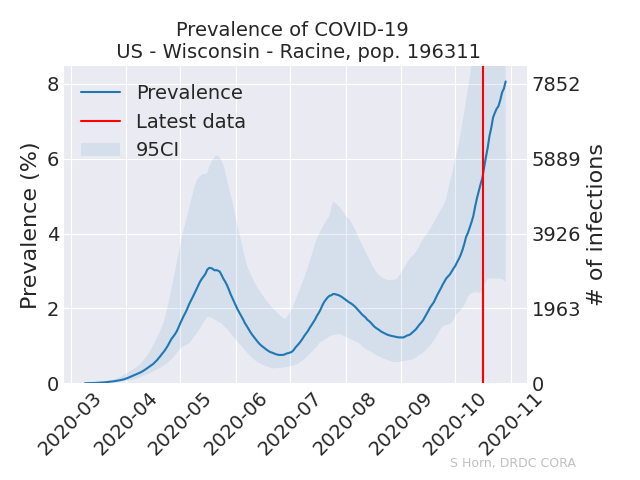 Prevalence of COVID-19
US - Wisconsin - Racine, pop. 196311
Prevalence
Latest data
95CI
Prevalence (%)
8
6
4
2
0
7852
5889
3926
1963
0
# of infections
2020-03
2020-04
2020-05
2020-06
2020-07
2020-08
2020-09
2020-10
2020-11
S Horn, DRDC CORA